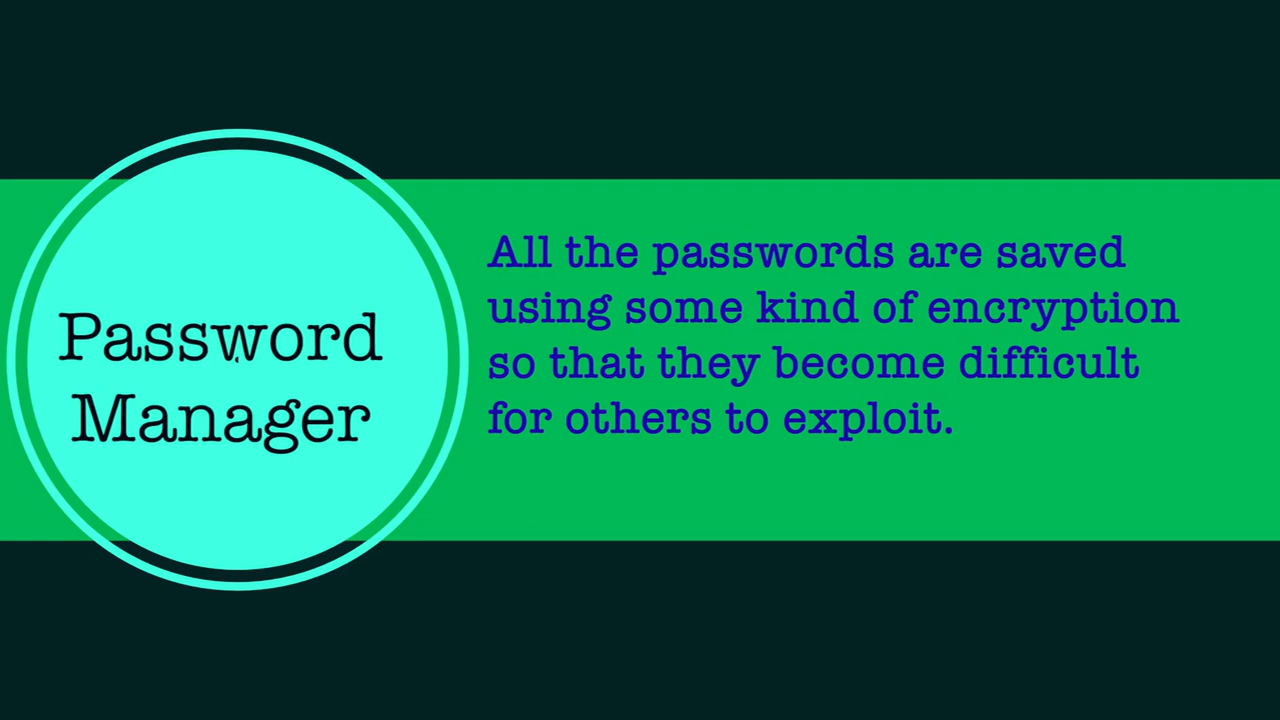 Password
Manager
All the passwords are saved
using some kind of encryption
so that they become difficult
for others to exploit.